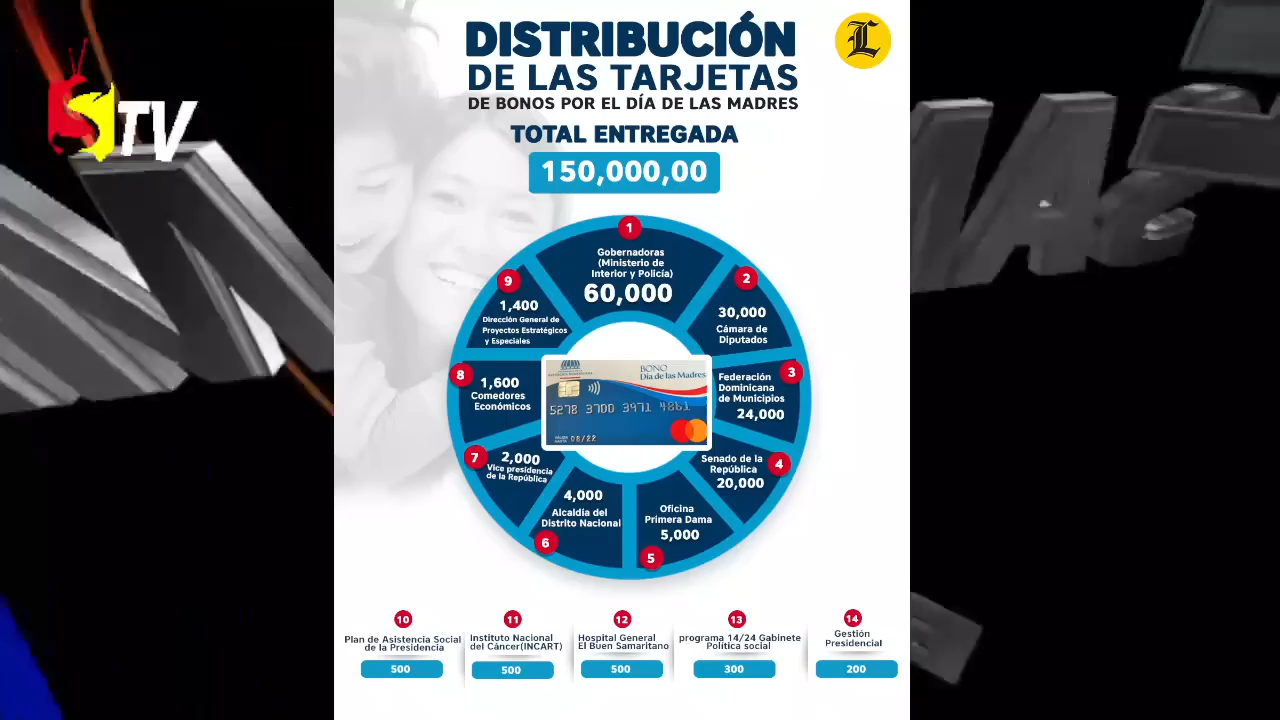 STV
DISTRIBUCIÓN
DE LAS TARJETAS
DE BONOS POR EL DÍA DE LAS MADRES
TOTAL ENTREGADA
150,000,00
L
1
Gobernadoras
(Ministerio de
Interior y Policía)
60,000
2
30,000
Cámara de
Diputados
3
Federación
Dominicana
de Municipios
24,000
4
Senado de la
República
20,000
5
Oficina
Primera Dama
5,000
6
4,000
Alcaldía del
Distrito Nacional
7
2,000
Vice presidencia
de la República
8
1,600
Comedores
Económicos
9
1,400
Dirección General de
Proyectos Estratégicos
y Especiales
BONO
Día de las Madres
5278 3700 3971 4861
08/22
10
Plan de Asistencia Social
de la Presidencia
500
11
Instituto Nacional
del Cáncer(INCART)
500
12
Hospital General
El Buen Samaritano
500
13
programa 14/24 Gabinete
Política social
300
14
Gestión
Presidencial
200